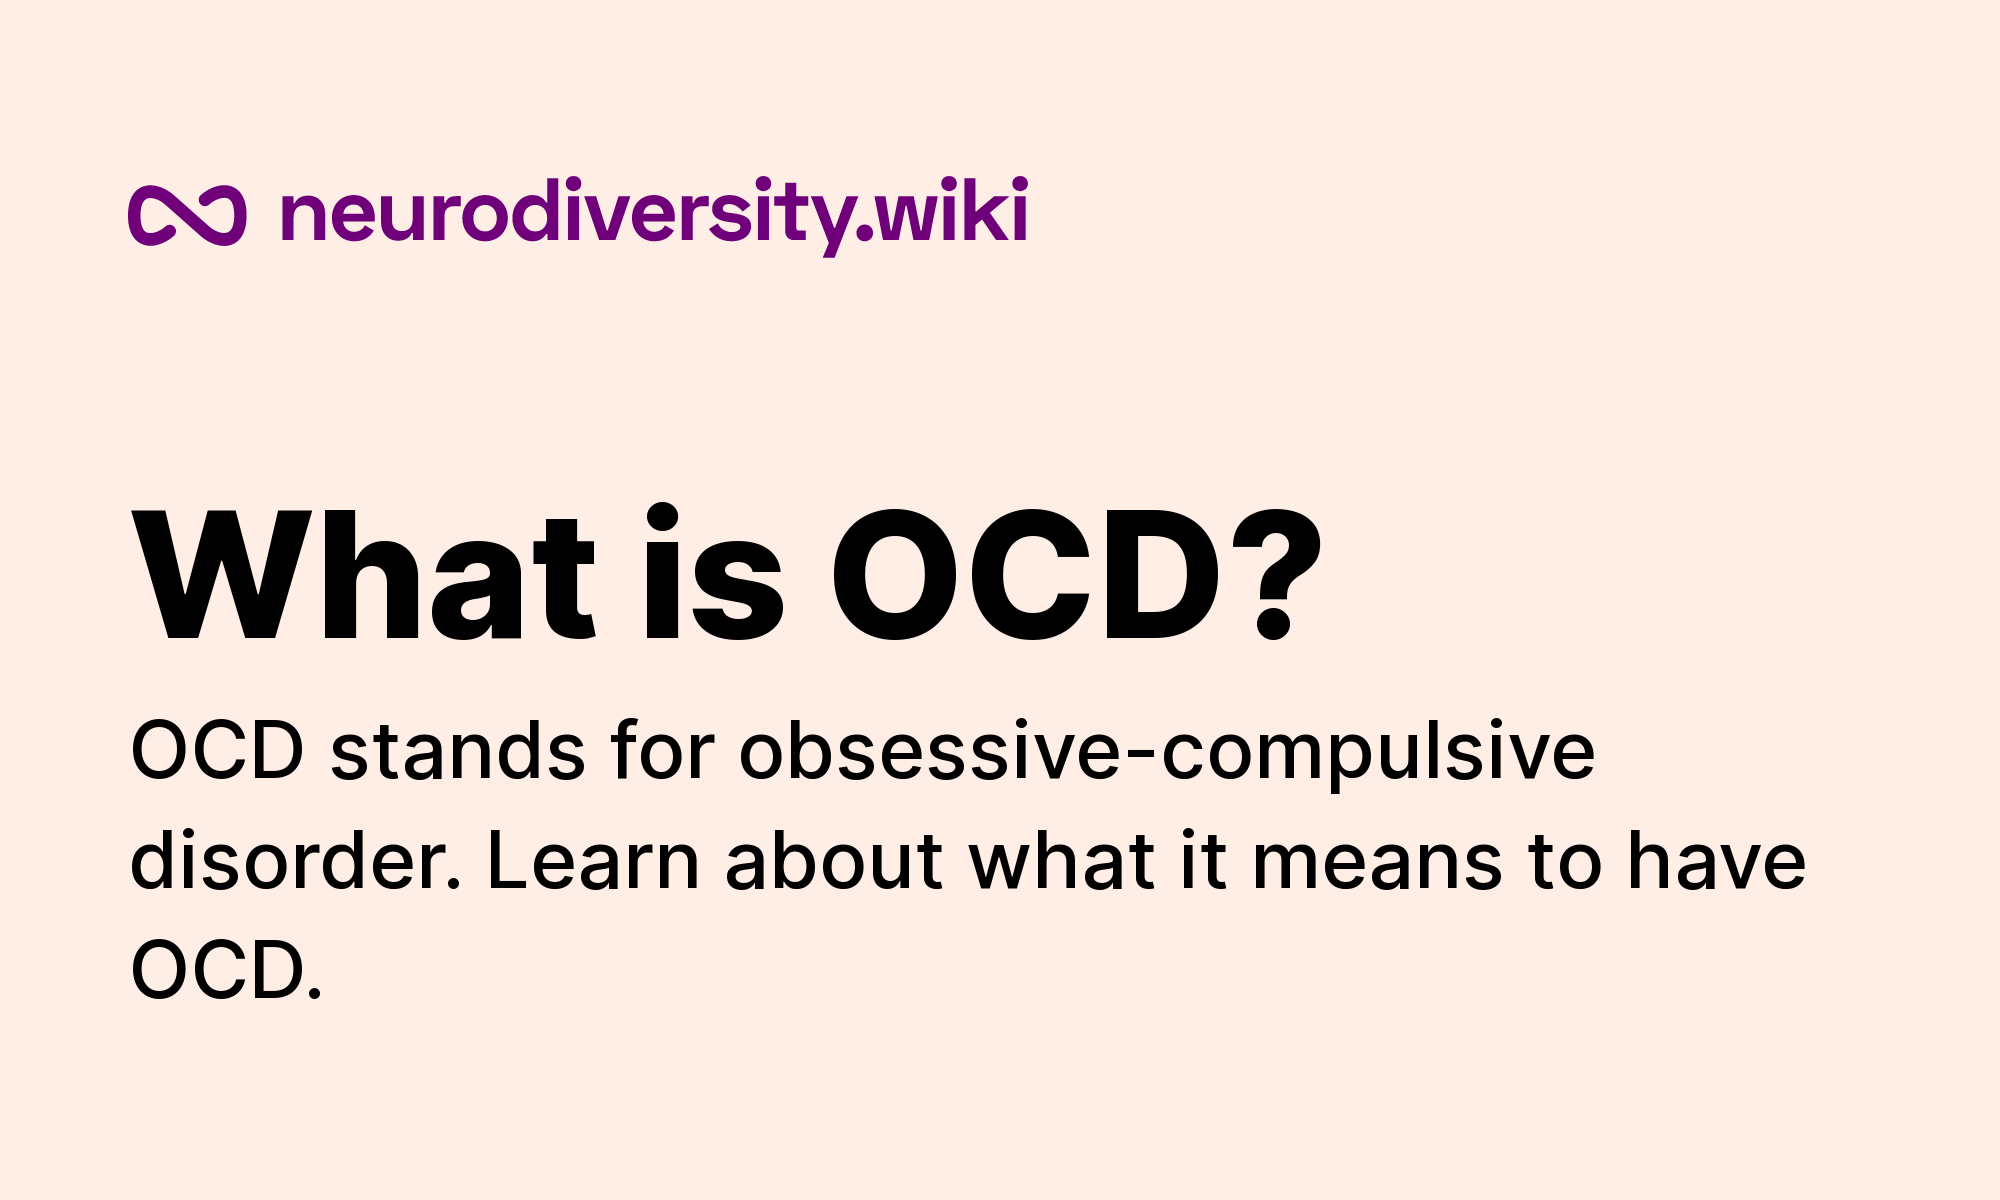 neurodiversity.wiki
What is OCD?
OCD stands for obsessive-compulsive
disorder. Learn about what it means to have
OCD.